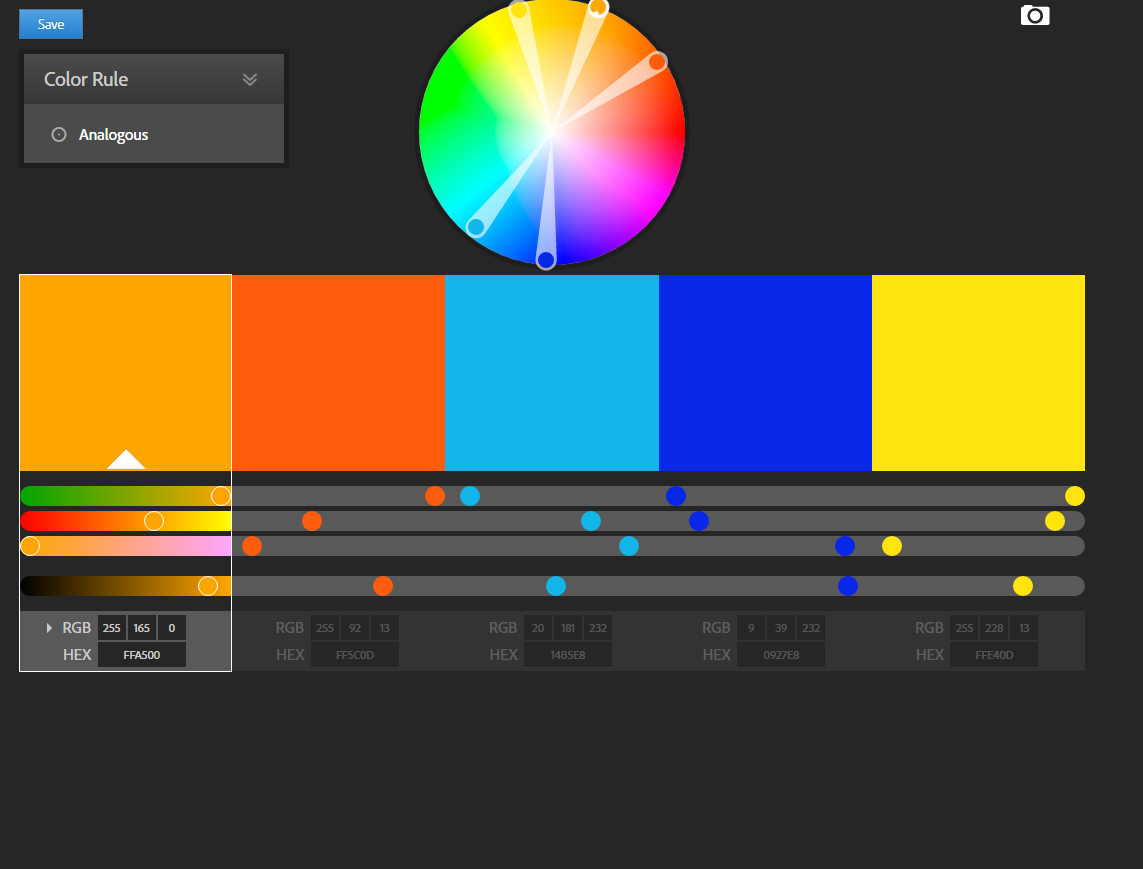 Save
Color Rule
Analogous
RGB 255 165 0
HEX FFA500
RGB 255 92 13
HEX FF5C0D
RGB 20 181 232
HEX 14B5E8
RGB 9 39 232
HEX 0927E8
RGB 255 228 13
HEX FFE40D